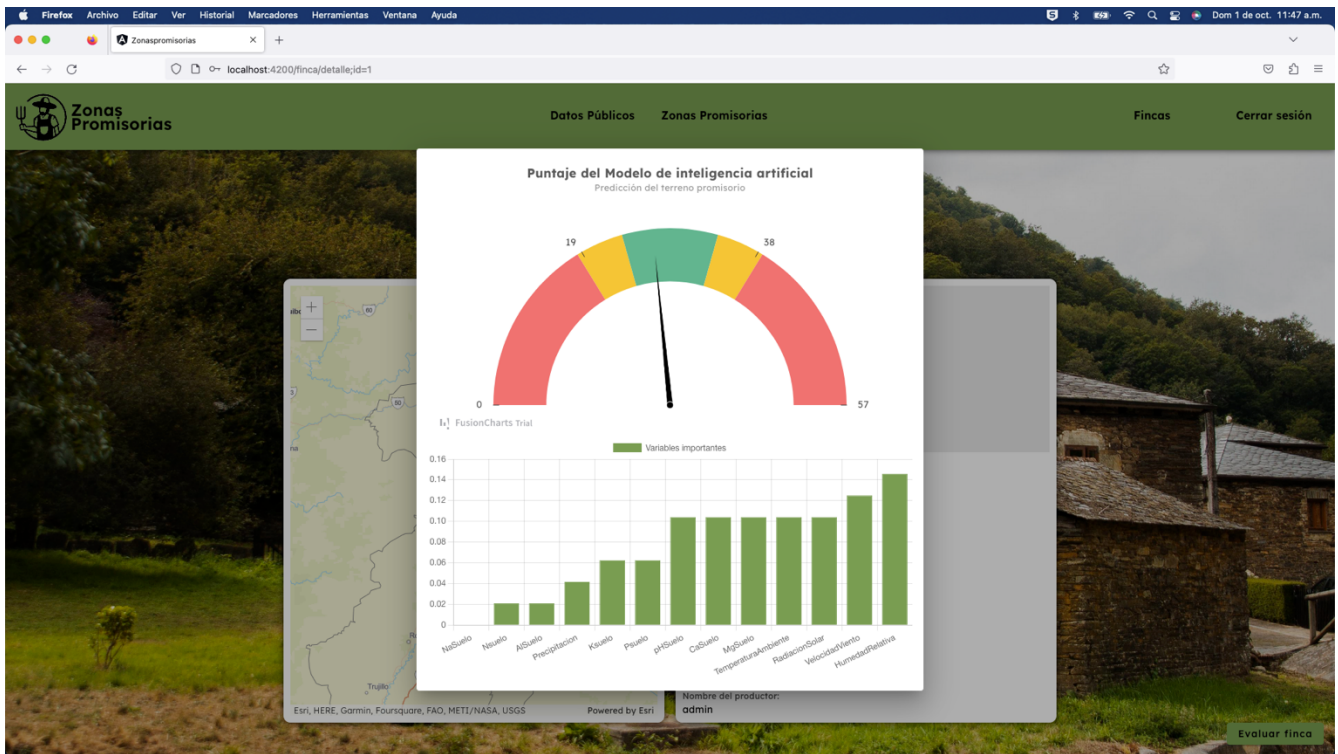 Firefox Archivo Editar Ver Historial Marcadores Herramientas Ventana Ayuda
Dom 1 de oct. 11:47 a.m.
Zonaspromisorias
localhost:4200/finca/detalle;id=1
Zonas
Promisorias
Datos Públicos Zonas Promisorias Fincas Cerrar sesión
Puntaje del Modelo de inteligencia artificial
Predicción del terreno promisorio
19
38
0
57
FusionCharts Trial
Variables importantes
0.16
0.14
0.12
0.10
0.08
0.06
0.04
0.02
0
NaSuelo
Nsuelo
AlSuelo
Precipitacion
Ksuelo
Psuelo
pHSuelo
CaSuelo
MgSuelo
TemperaturaAmbiente
RadiacionSolar
VelocidadViento
HumedadRelativa
60
60
Trujillo
Esri, HERE, Garmin, Foursquare, FAO, METI/NASA, USGS Powered by Esri
Nombre del productor:
admin
Evaluar finca